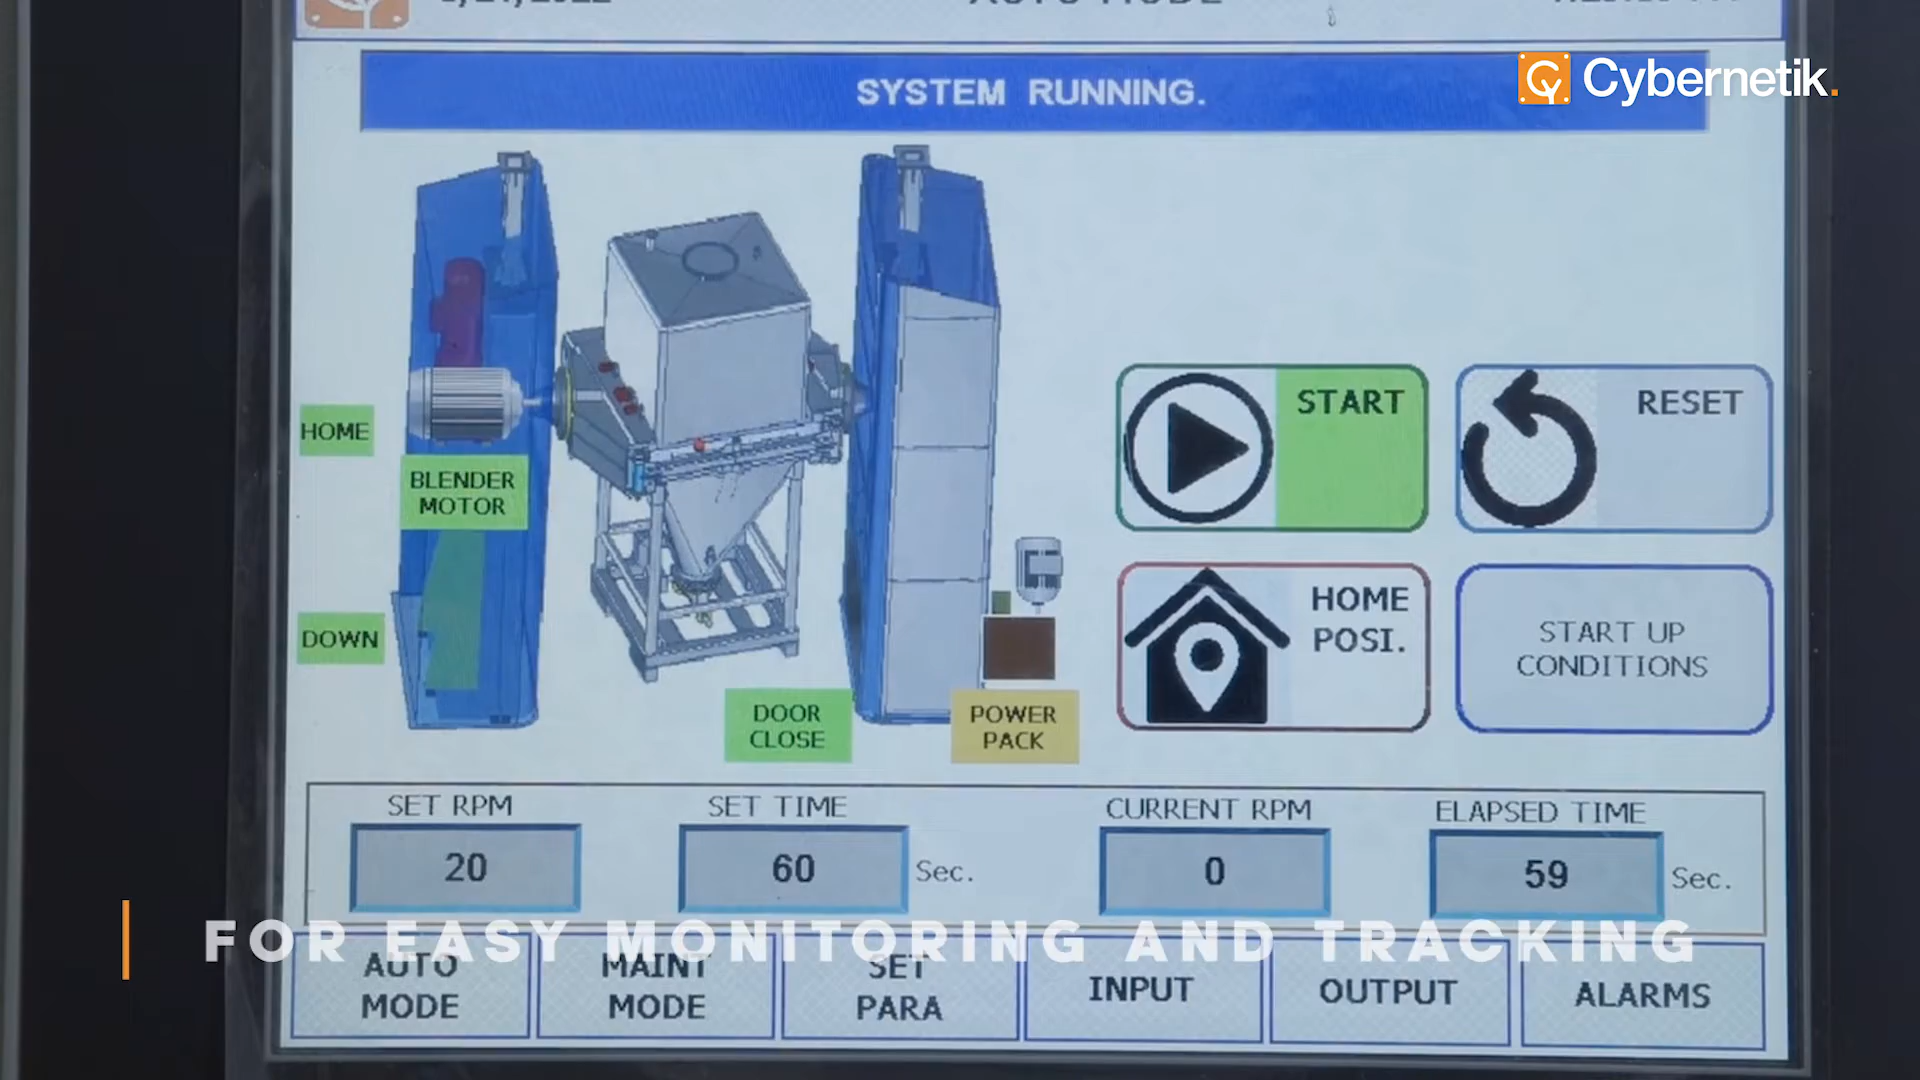 AUTO MODE
SYSTEM RUNNING.
Cybernetik.
START
RESET
HOME
BLENDER
MOTOR
HOME
POSI.
START UP
CONDITIONS
DOWN
DOOR
CLOSE
POWER
PACK
SET RPM
SET TIME
CURRENT RPM
ELAPSED TIME
20
60
Sec.
0
59
Sec.
FOR EASY MONITORING AND TRACKING
AUTO
MODE
MAINT
MODE
SET
PARA
INPUT
OUTPUT
ALARMS